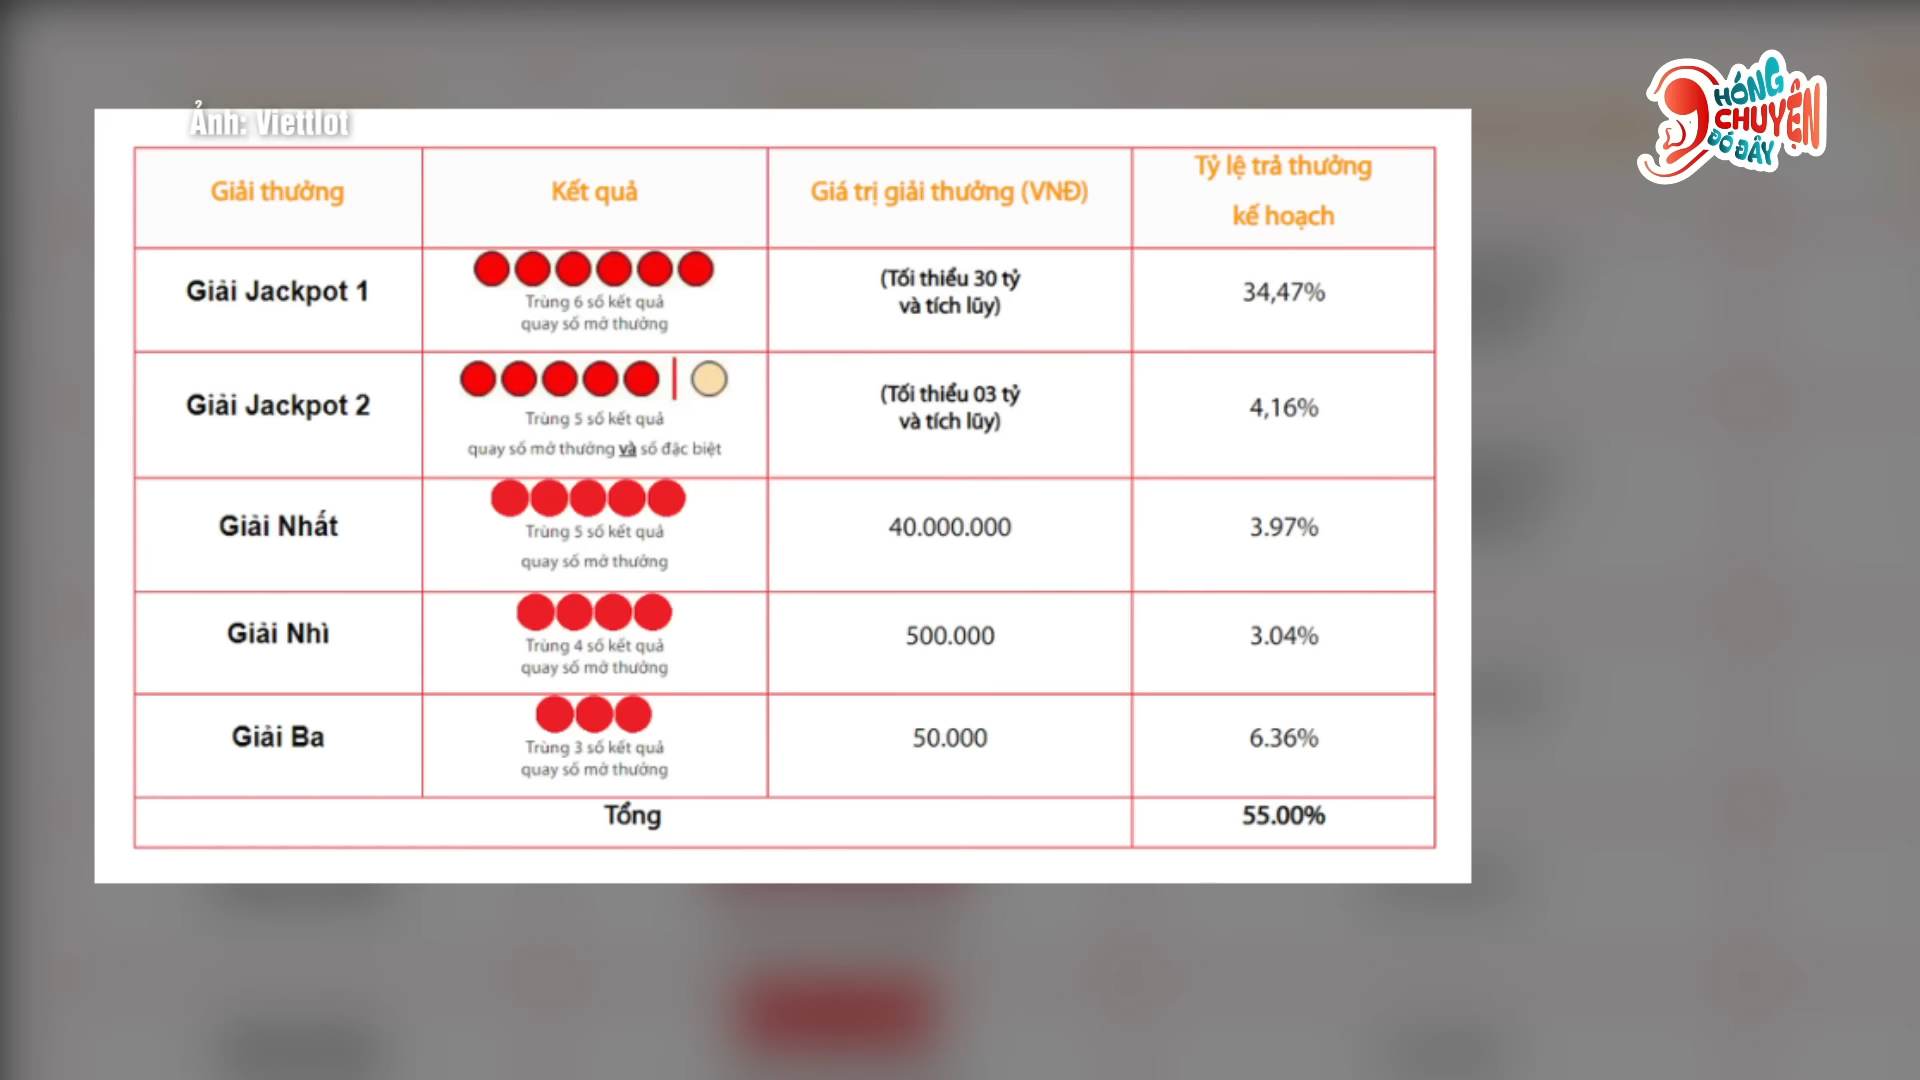 Ảnh: Viettlot
HÓNG
CHUYỆN
ĐÓ ĐÂY
Giải thưởng
Kết quả
Giá trị giải thưởng (VNĐ)
Tỷ lệ trả thưởng
kế hoạch
Giải Jackpot 1
Trùng 6 số kết quả
quay số mở thưởng
(Tối thiểu 30 tỷ
và tích lũy)
34,47%
Giải Jackpot 2
Trùng 5 số kết quả
quay số mở thưởng và số đặc biệt
(Tối thiểu 03 tỷ
và tích lũy)
4,16%
Giải Nhất
Trùng 5 số kết quả
quay số mở thưởng
40.000.000
3.97%
Giải Nhì
Trùng 4 số kết quả
quay số mở thưởng
500.000
3.04%
Giải Ba
Trùng 3 số kết quả
quay số mở thưởng
50.000
6.36%
Tổng
55.00%